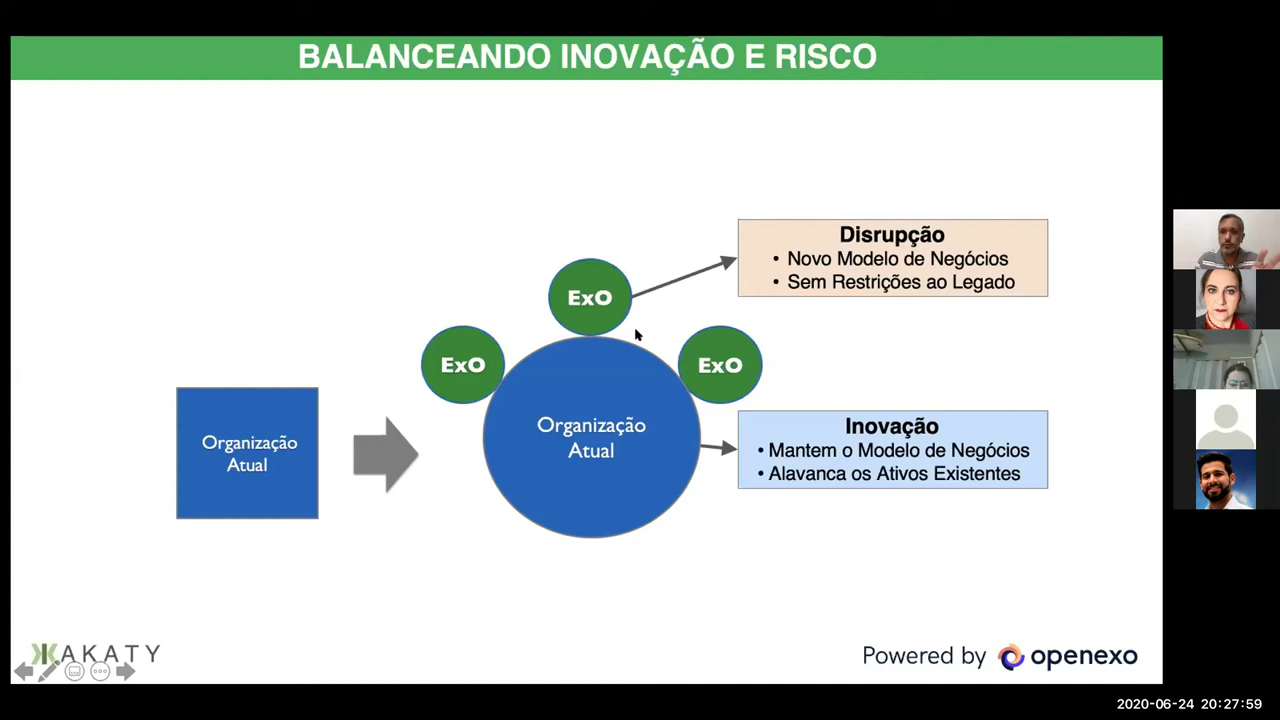 BALANCEANDO INOVAÇÃO E RISCO
Disrupção
• Novo Modelo de Negócios
• Sem Restrições ao Legado
ExO
ExO
ExO
Organização
Atual
Organização
Atual
Inovação
• Mantem o Modelo de Negócios
• Alavanca os Ativos Existentes
AKATY
Powered by openexo
2020-06-24 20:27:59